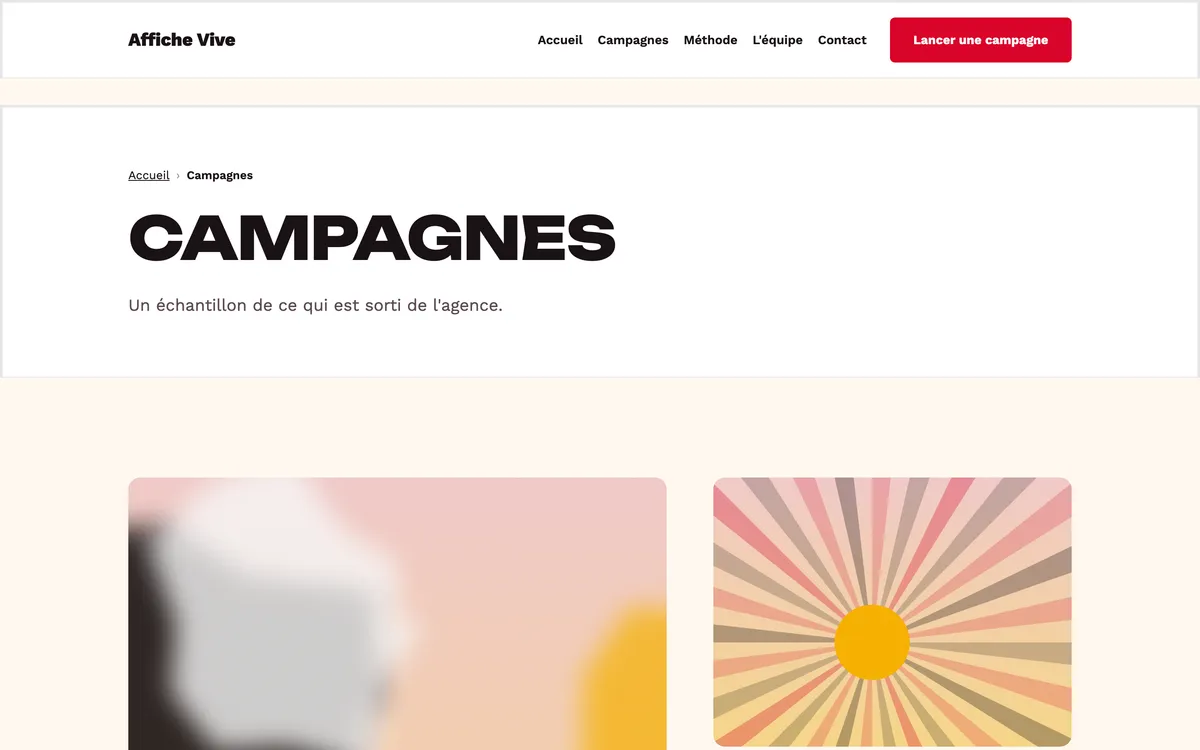 Affiche Vive
Accueil Campagnes Méthode L'équipe Contact Lancer une campagne
Accueil › Campagnes
CAMPAGNES
Un échantillon de ce qui est sorti de l'agence.